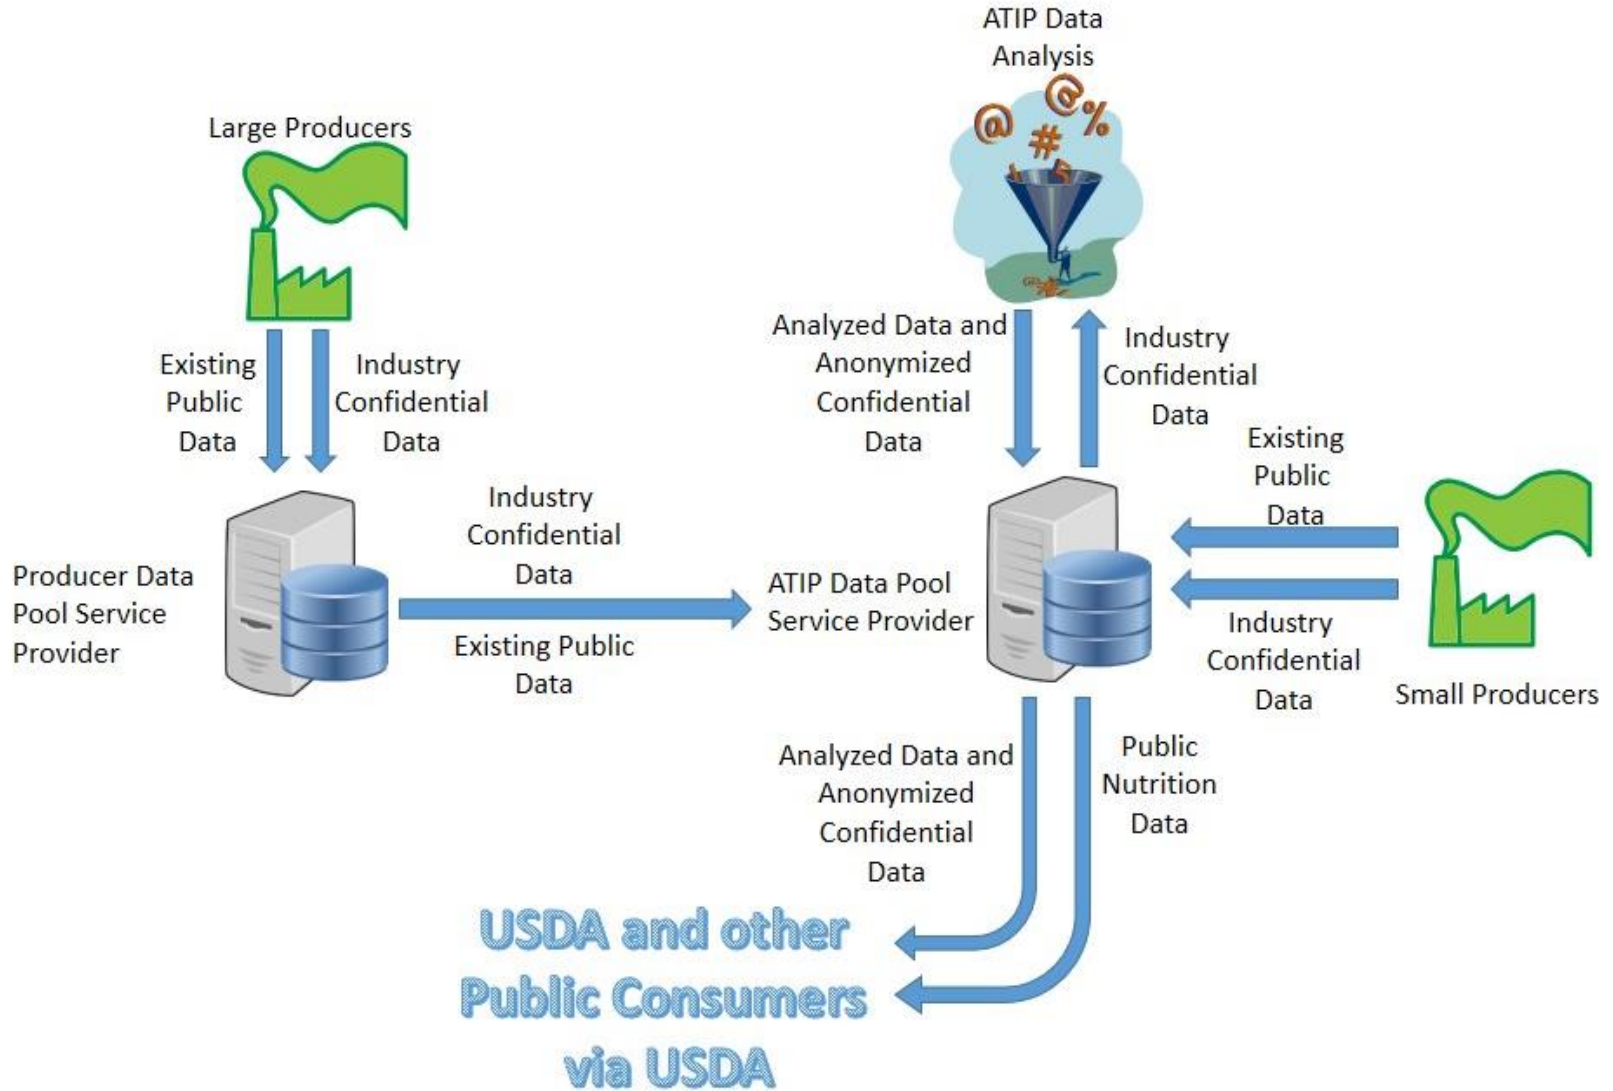 ATIP Data
Analysis
Large Producers
Existing
Public
Data
Industry
Confidential
Data
Analyzed Data and
Anonymized
Confidential
Data
Industry
Confidential
Data
Existing
Public
Data
Industry
Confidential
Data
Producer Data
Pool Service
Provider
Existing Public
Data
ATIP Data Pool
Service Provider
Industry
Confidential
Data
Small Producers
Analyzed Data and
Anonymized
Confidential
Data
Public
Nutrition
Data
USDA and other
Public Consumers
via USDA